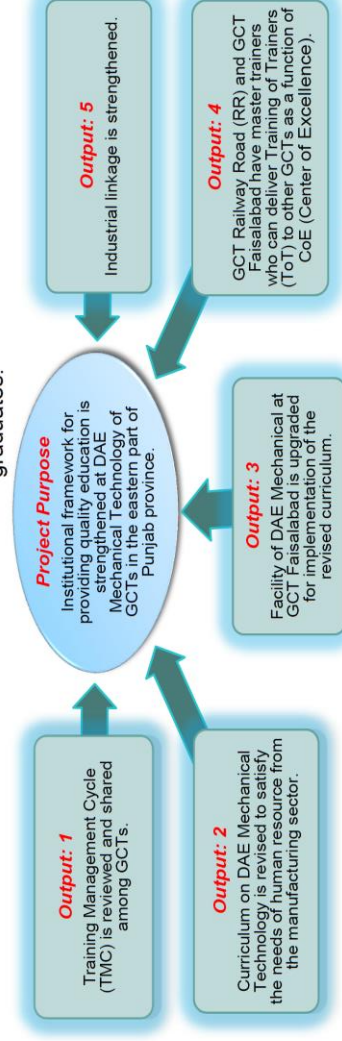 graduates.
Project Purpose
Institutional framework for
providing quality education is
strengthened at DAE
Mechanical Technology of
GCTs in the eastern part of
Punjab province.
Output: 1
Training Management Cycle
(TMC) is reviewed and shared
among GCTs.
Output: 2
Curriculum on DAE Mechanical
Technology is revised to satisfy
the needs of human resource from
the manufacturing sector.
Output: 3
Facility of DAE Mechanical at
GCT Faisalabad is upgraded
for implementation of the
revised curriculum.
Output: 4
GCT Railway Road (RR) and GCT
Faisalabad have master trainers
who can deliver Training of Trainers
(ToT) to other GCTs as a function of
CoE (Center of Excellence).
Output: 5
Industrial linkage is strengthened.